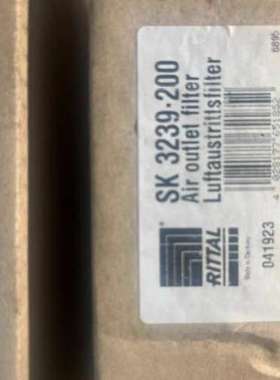 SK 3239·200
Air outlet filter
Luftaustrittsfilter
RITTAL
Made in Germany
041923